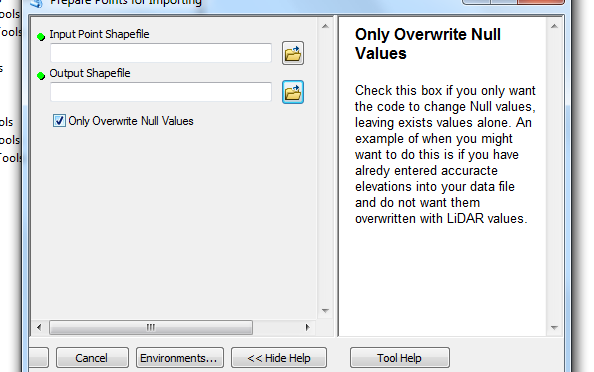 Prepare Points for Importing
Input Point Shapefile
Output Shapefile
Only Overwrite Null Values
Only Overwrite Null
Values
Check this box if you only want
the code to change Null values,
leaving exists values alone. An
example of when you might
want to do this is if you have
alredy entered accuracte
elevations into your data file
and do not want them
overwritten with LiDAR values.
ools
Tools
s
ols
ools
Tools
Cancel
Environments...
<< Hide Help
Tool Help